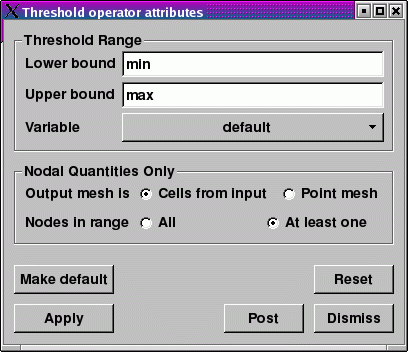 Threshold operator attributes
Threshold Range
Lower bound min
Upper bound max
Variable default
Nodal Quantities Only
Output mesh is Cells from input Point mesh
Nodes in range All At least one
Make default Reset
Apply Post Dismiss